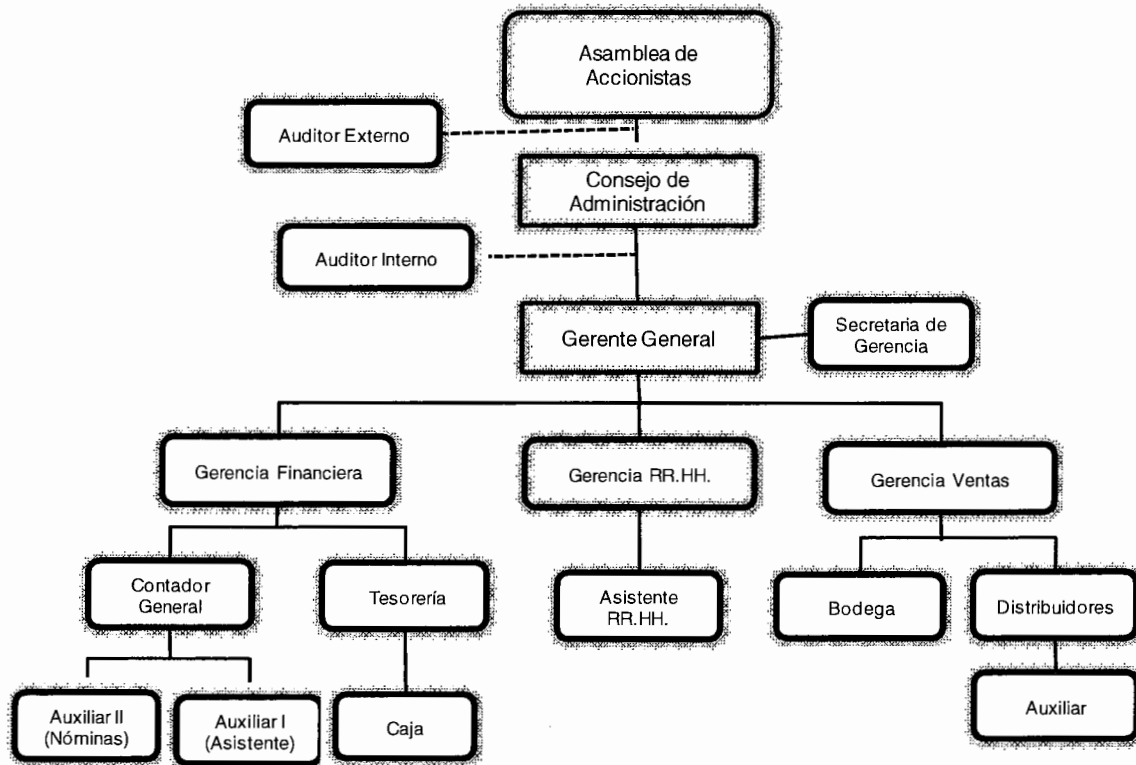 Asamblea de
Accionistas
Auditor Externo
Consejo de
Administración
Auditor Interno
Gerente General
Secretaria de
Gerencia
Gerencia Financiera
Gerencia RR.HH.
Gerencia Ventas
Contador
General
Tesorería
Asistente
RR.HH.
Bodega
Distribuidores
Auxiliar II
(Nóminas)
Auxiliar I
(Asistente)
Caja
Auxiliar